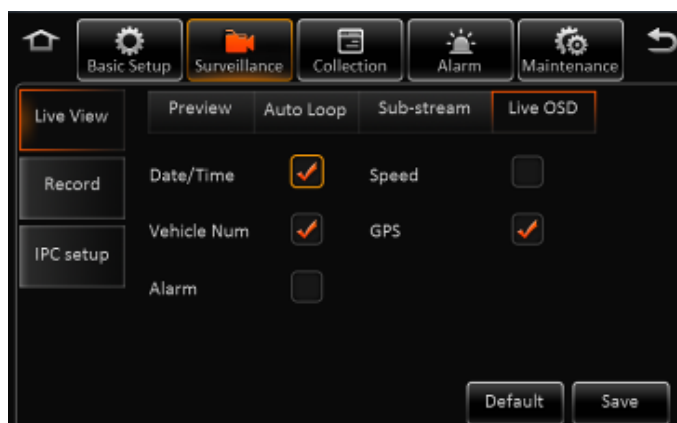 Basic Setup Surveillance Collection Alarm Maintenance
Live View Preview Auto Loop Sub-stream Live OSD
Date/Time Speed
Record
Vehicle Num GPS
IPC setup
Alarm
Default Save